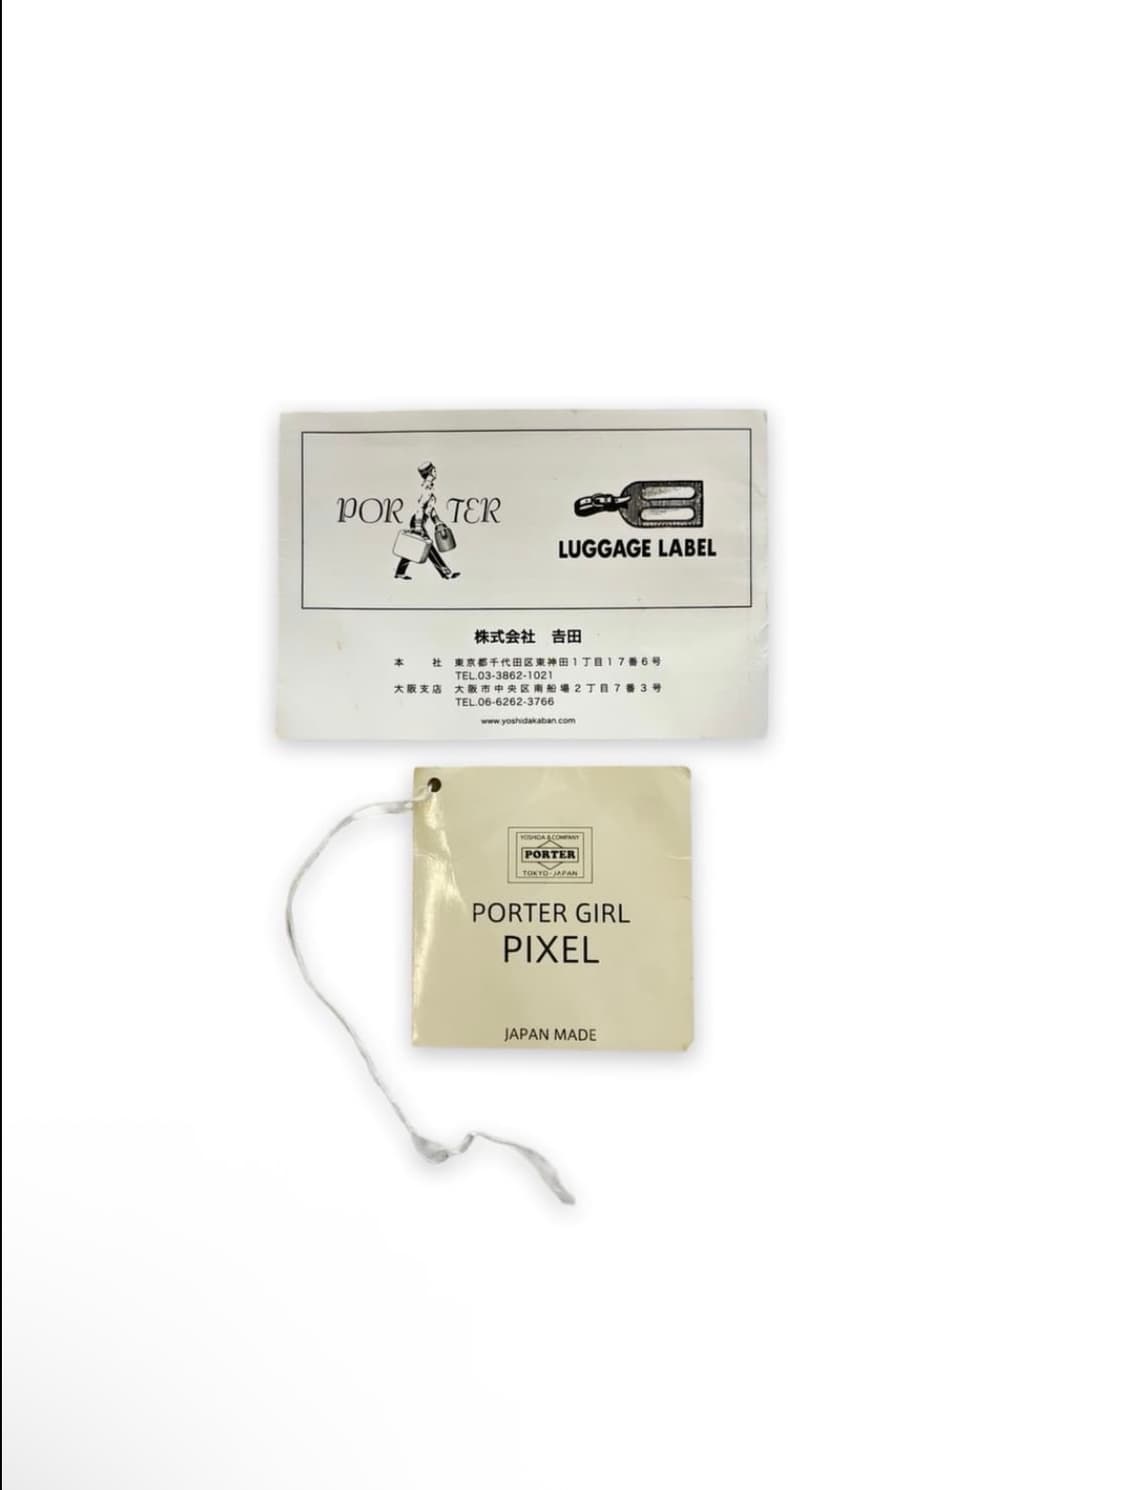 PORTER
LUGGAGE LABEL
株式会社 𠮷田
本 社 東京都千代田区東神田1丁目17番6号
TEL.03-3862-1021
大阪支店 大阪市中央区南船場2丁目7番3号
TEL.06-6262-3766
www.yoshidakaban.com
YOSHIDA & COMPANY
PORTER
TOKYO-JAPAN
PORTER GIRL
PIXEL
JAPAN MADE